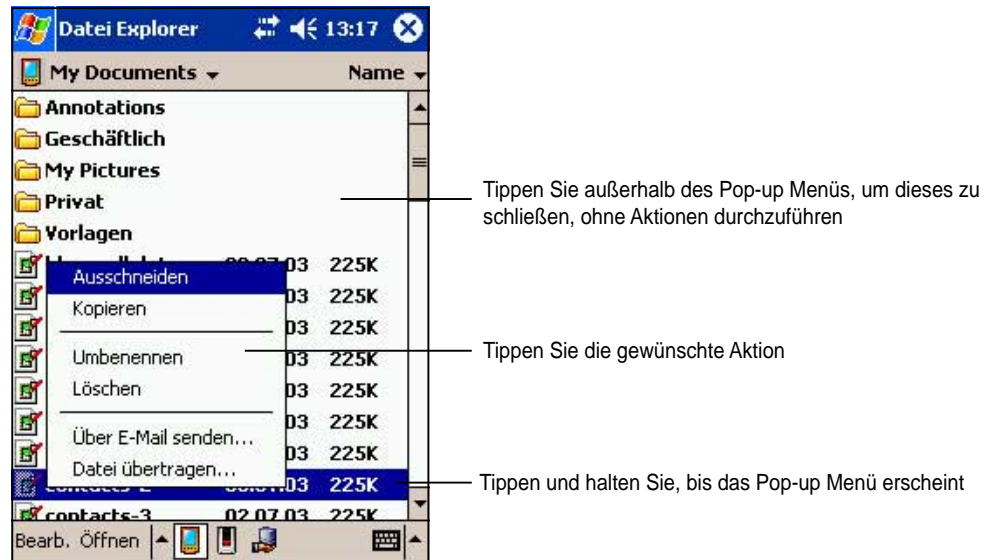 Datei Explorer 13:17
My Documents Name
Annotations
Geschäftlich
My Pictures
Privat
Vorlagen
03 225K
Ausschneiden
03 225K
Kopieren
03 225K
Umbenennen
03 225K
Löschen
03 225K
03 225K
Über E-Mail senden...
03 225K
Datei übertragen...
03 225K
contacts-3 02.07.03 225K
Bearb. Öffnen
Tippen Sie außerhalb des Pop-up Menüs, um dieses zu
schließen, ohne Aktionen durchzuführen
Tippen Sie die gewünschte Aktion
Tippen und halten Sie, bis das Pop-up Menü erscheint